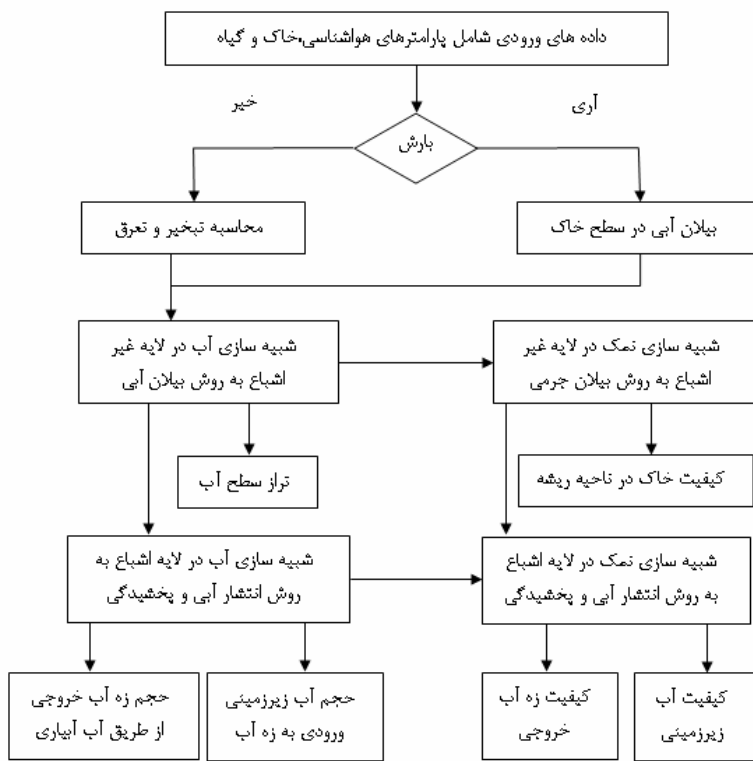 داده های ورودی شامل پارامترهای هواشناسی،خاک و گیاه
آری
خیر
بارش
بیلان آبی در سطح خاک
محاسبه تبخیر و تعرق
شبیه سازی نمک در لایه غیر
اشباع به روش بیلان جرمی
شبیه سازی آب در لایه غیر
اشباع به روش بیلان آبی
کیفیت خاک در ناحیه ریشه
تراز سطح آب
شبیه سازی نمک در لایه اشباع
به روش انتشار آبی و پخشیدگی
شبیه سازی آب در لایه اشباع به
روش انتشار آبی و پخشیدگی
کیفیت آب
زیرزمینی
کیفیت زه آب
خروجی
حجم آب زیرزمینی
ورودی به زه آب
حجم زه آب خروجی
از طریق آب آبیاری